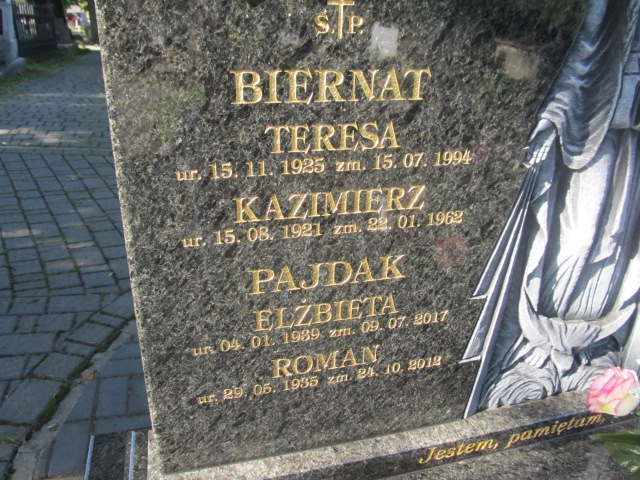 Ś.P.
BIERNAT
TERESA
ur. 15. 11. 1925 zm. 15. 07. 1994
KAZIMIERZ
ur. 15. 08. 1921 zm. 22. 01. 1962
PAJDAK
ELŻBIETA
ur. 04. 01. 1939 zm. 09. 07. 2017
ROMAN
ur. 29. 05. 1935 zm. 24. 10. 2012
Jestem, pamiętam,